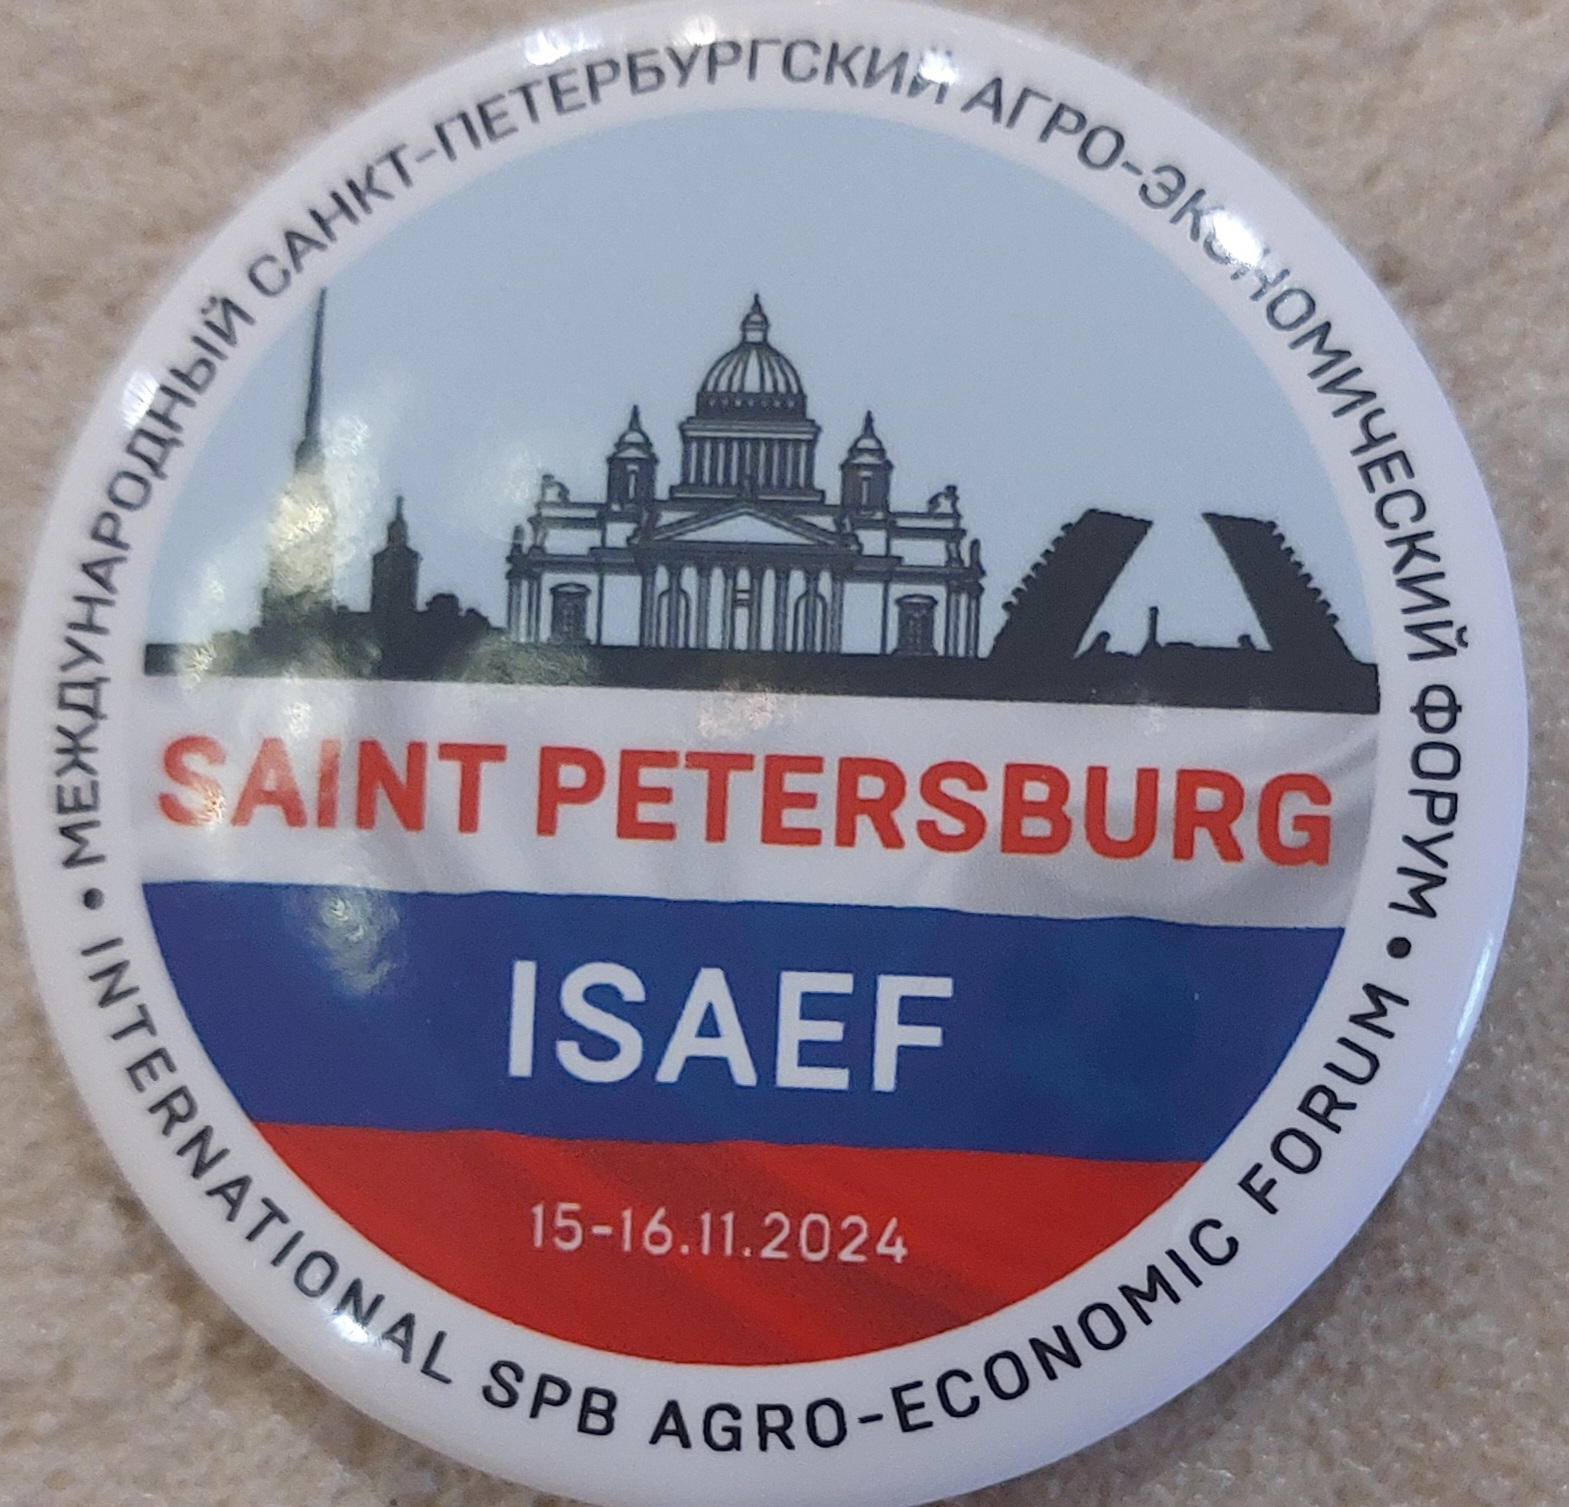 • МЕЖДУНАРОДНЫЙ САНКТ-ПЕТЕРБУРГСКИЙ АГРО-ЭКОНОМИЧЕСКИЙ ФОРУМ •
SAINT PETERSBURG
ISAEF
15-16.11.2024
I INTERNATIONAL SPB AGRO-ECONOMIC FORUM